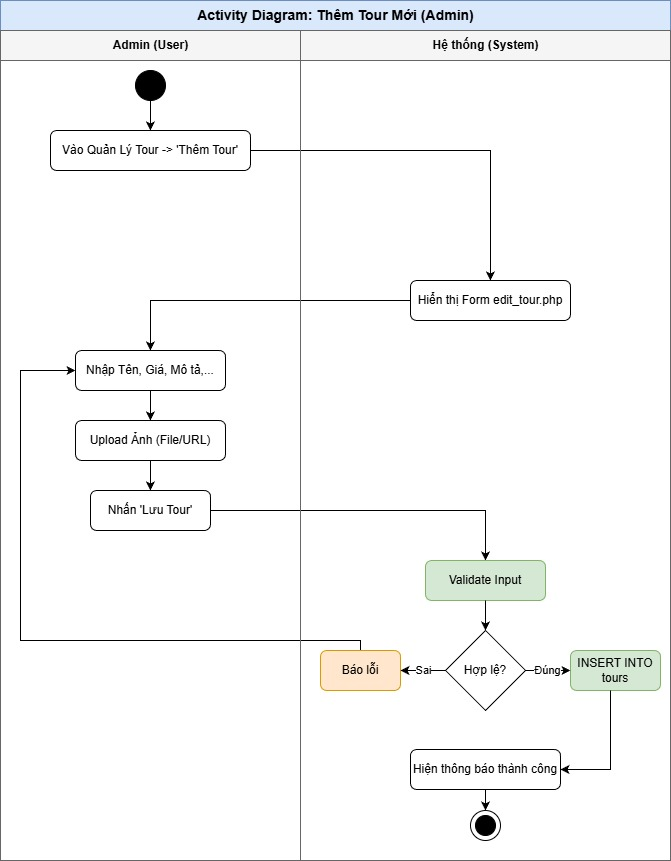 Activity Diagram: Thêm Tour Mới (Admin)
Admin (User)
Hệ thống (System)
Vào Quản Lý Tour -> 'Thêm Tour'
Hiển thị Form edit_tour.php
Nhập Tên, Giá, Mô tả,...
Upload Ảnh (File/URL)
Nhấn 'Lưu Tour'
Validate Input
Hợp lệ?
Sai
Báo lỗi
Đúng
INSERT INTO
tours
Hiện thông báo thành công